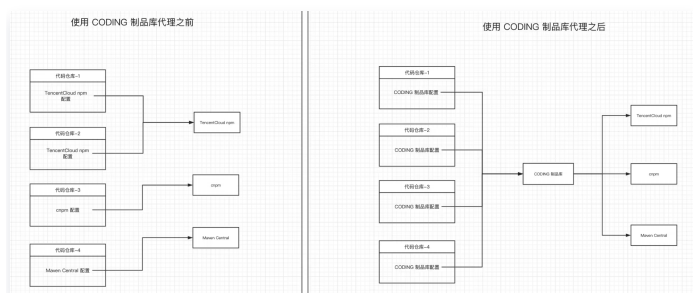 使用 CODING 制品库代理之前
代码仓库-1
TencentCloud npm
配置
代码仓库-2
TencentCloud npm
配置
代码仓库-3
cnpm 配置
代码仓库-4
Maven Central 配置
TencentCloud npm
cnpm
Maven Central
使用 CODING 制品库代理之后
代码仓库-1
CODING 制品库配置
代码仓库-2
CODING 制品库配置
代码仓库-3
CODING 制品库配置
代码仓库-4
CODING 制品库配置
CODING 制品库
TencentCloud npm
cnpm
Maven Central